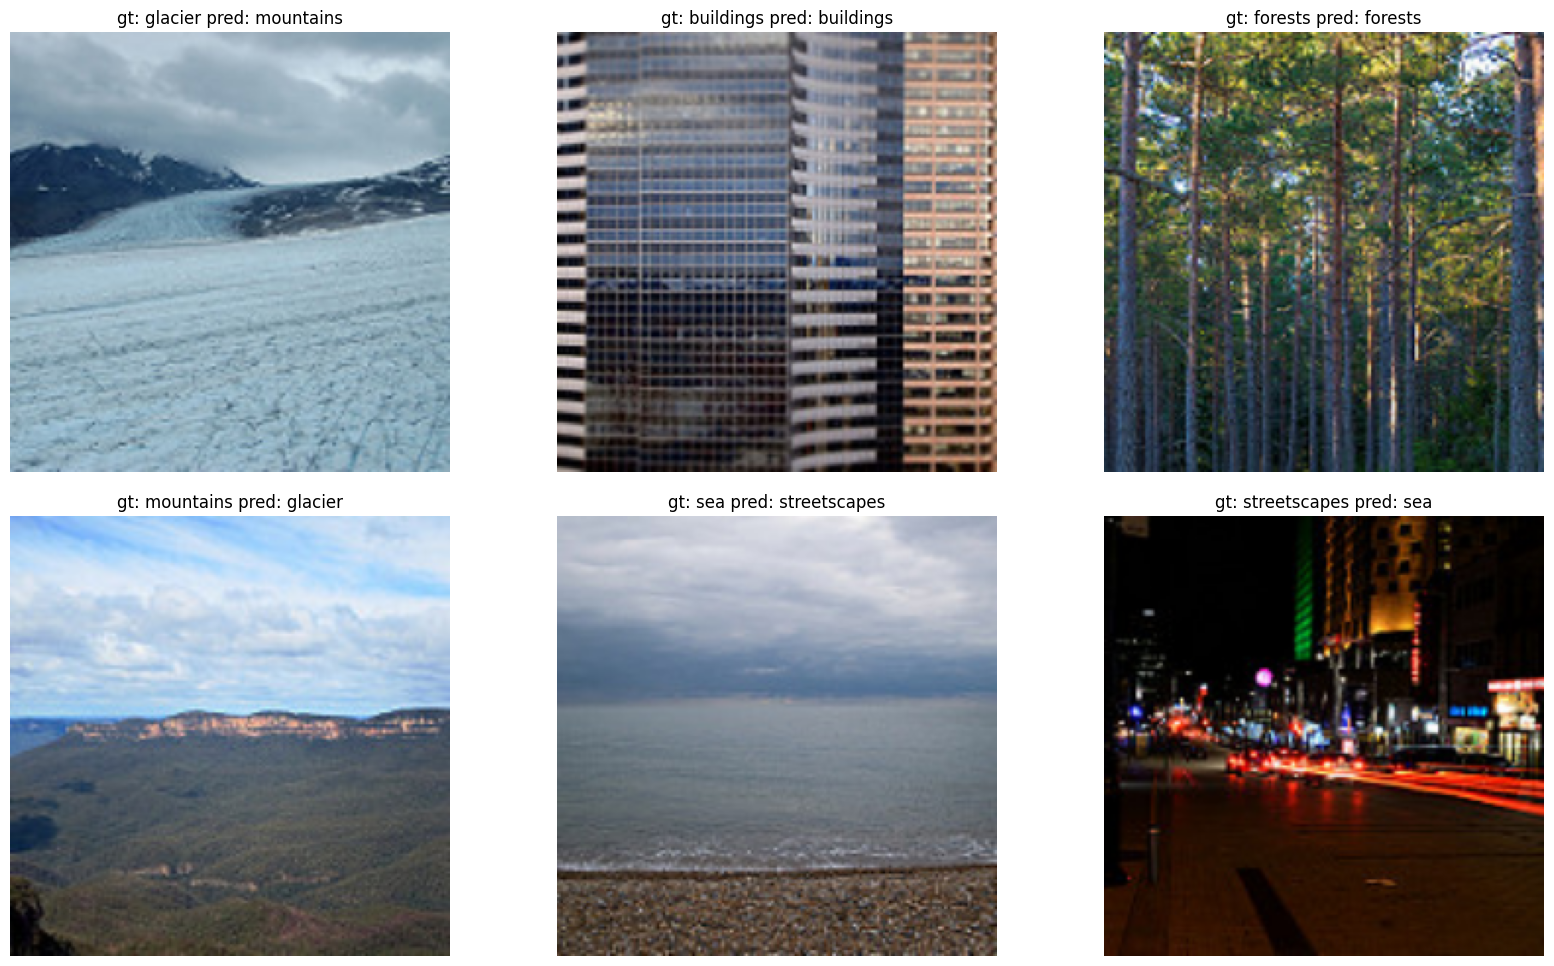 gt: glacier pred: mountains
gt: buildings pred: buildings
gt: forests pred: forests
gt: mountains pred: glacier
gt: sea pred: streetscapes
gt: streetscapes pred: sea